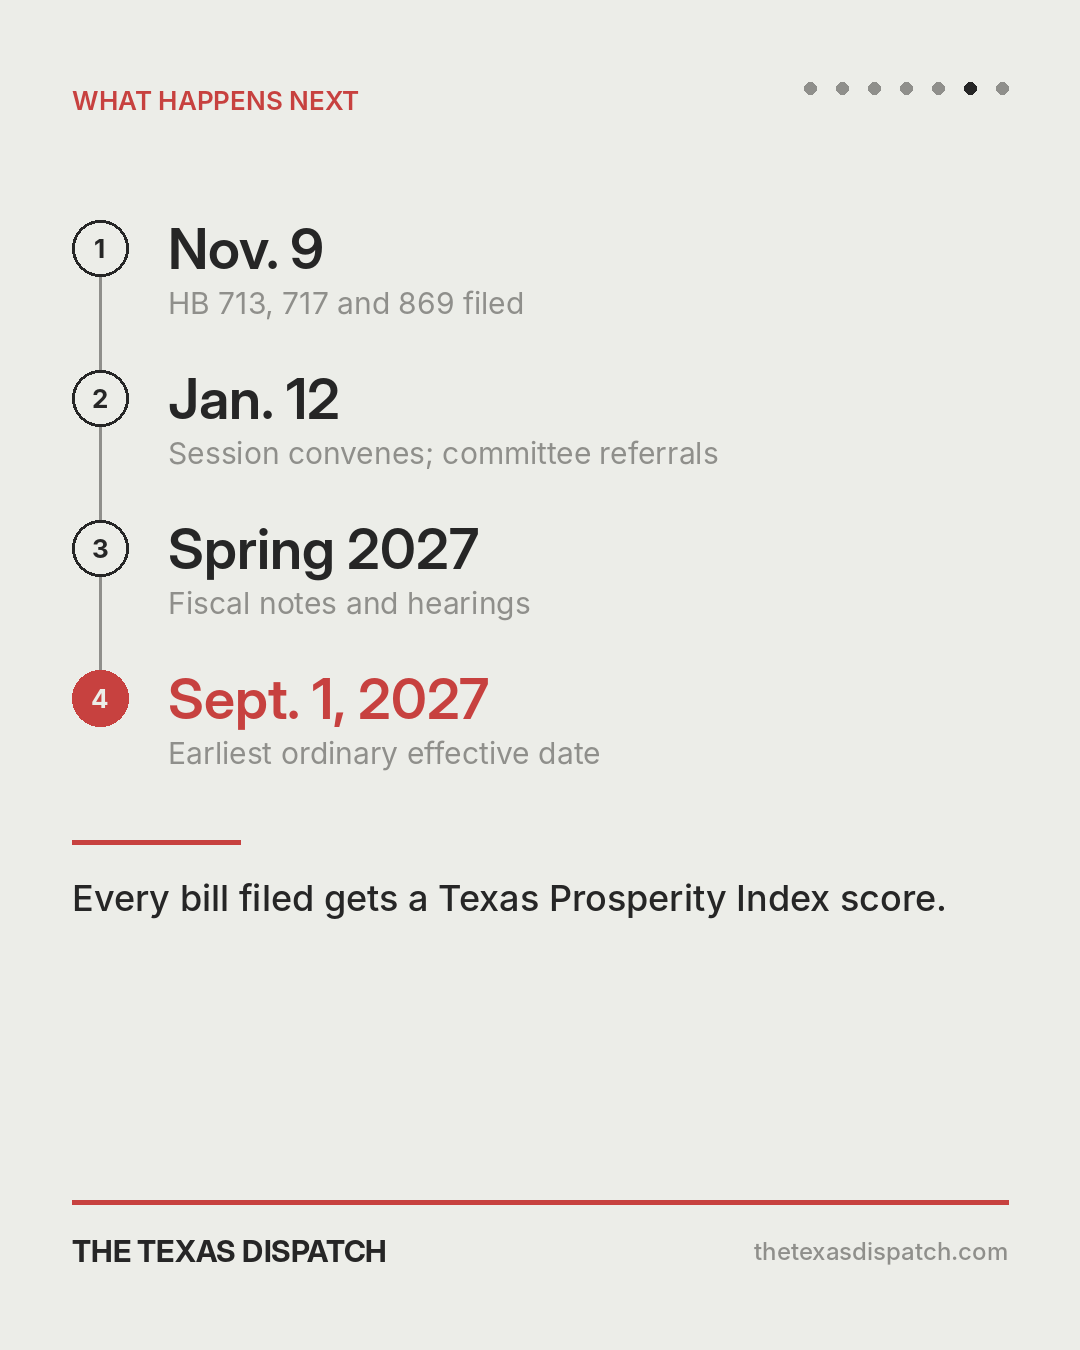 WHAT HAPPENS NEXT
1
Nov. 9
HB 713, 717 and 869 filed
2
Jan. 12
Session convenes; committee referrals
3
Spring 2027
Fiscal notes and hearings
4
Sept. 1, 2027
Earliest ordinary effective date
Every bill filed gets a Texas Prosperity Index score.
THE TEXAS DISPATCH
thetexasdispatch.com